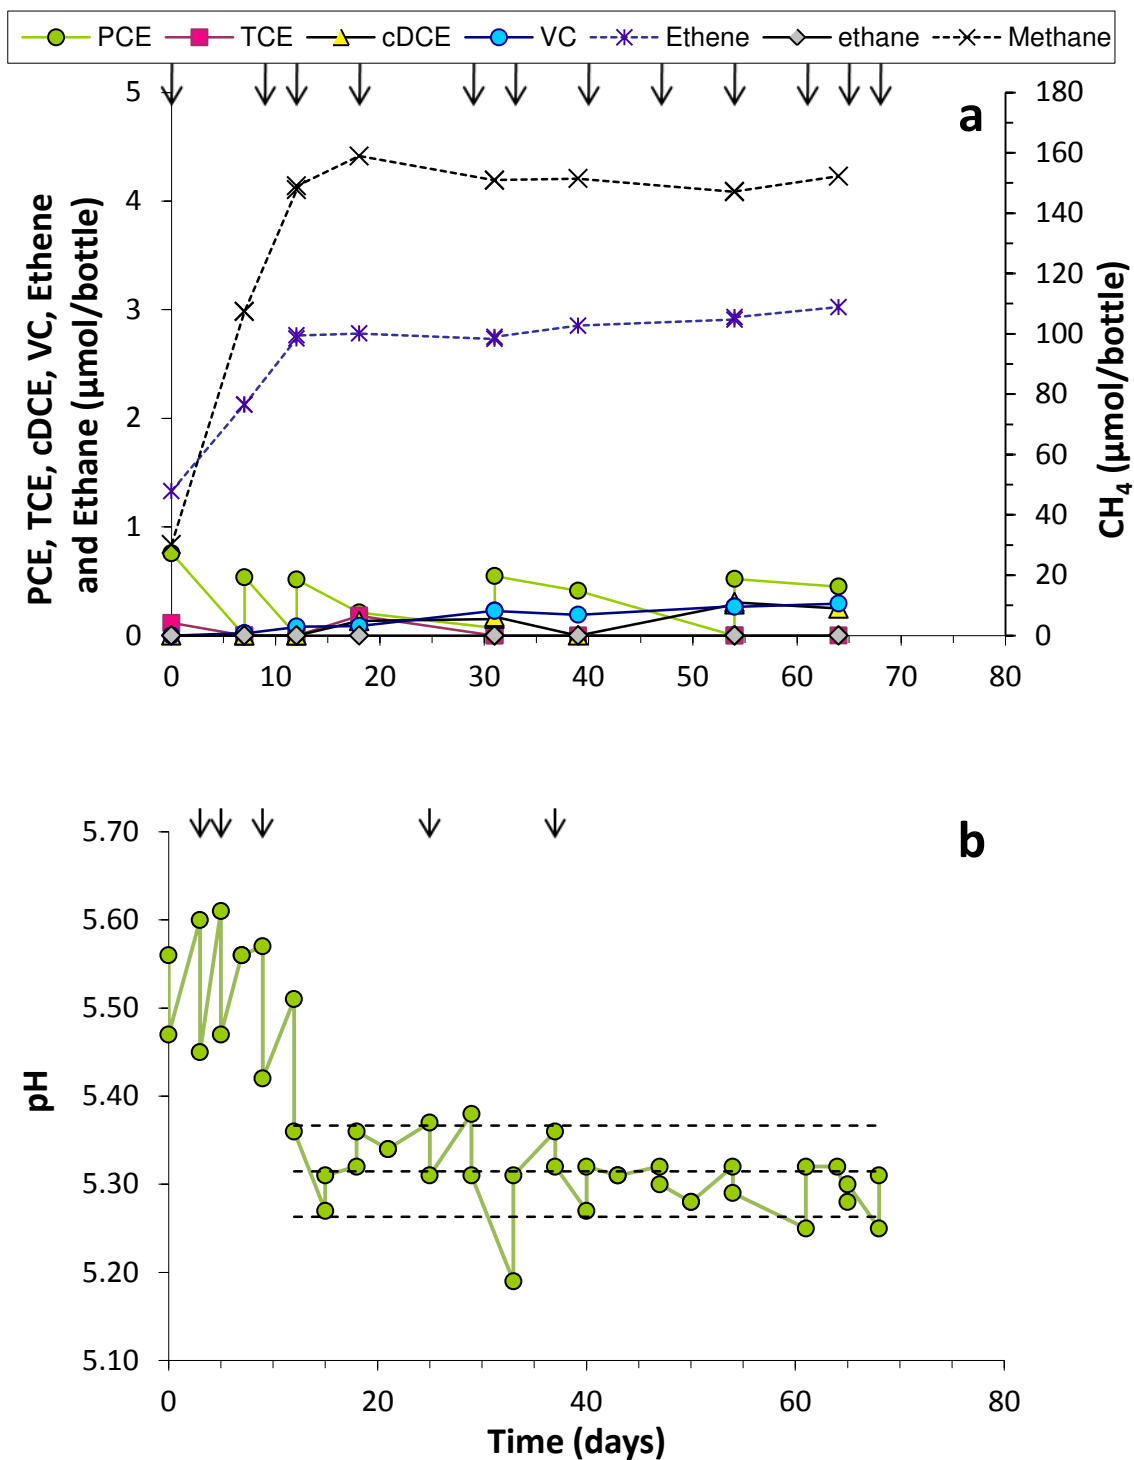 PCE TCE cDCE VC Ethene ethane Methane
a
PCE, TCE, cDCE, VC, Ethene
and Ethane (µmol/bottle)
5
4
3
2
1
0
180
160
140
120
100
80
60
40
20
0
CH₄ (µmol/bottle)
0 10 20 30 40 50 60 70 80
b
pH
5.70
5.60
5.50
5.40
5.30
5.20
5.10
0 20 40 60 80
Time (days)